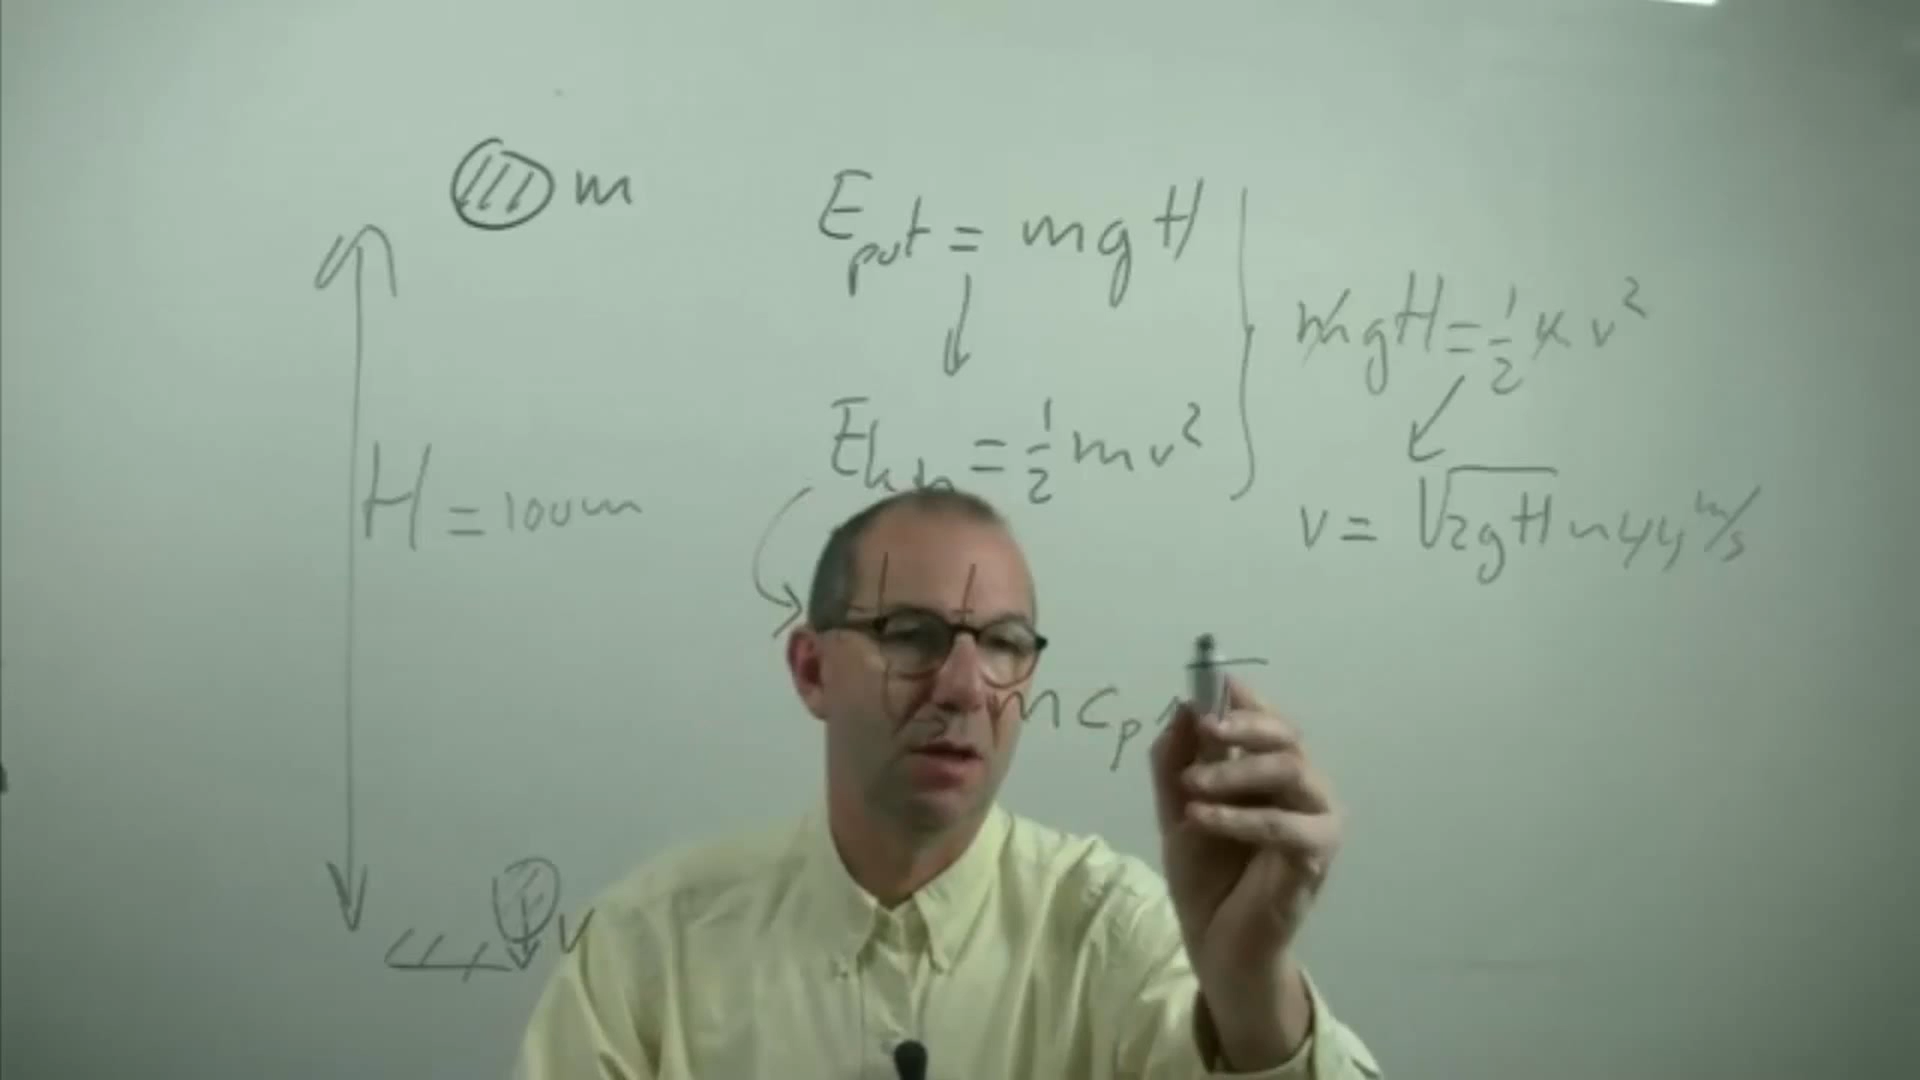 m
E_pot = mgH
mgH = 1/2 m v²
E_kin = 1/2 mv²
H = 100m
v = √2gH ~ 44 m/s
m c_p
v